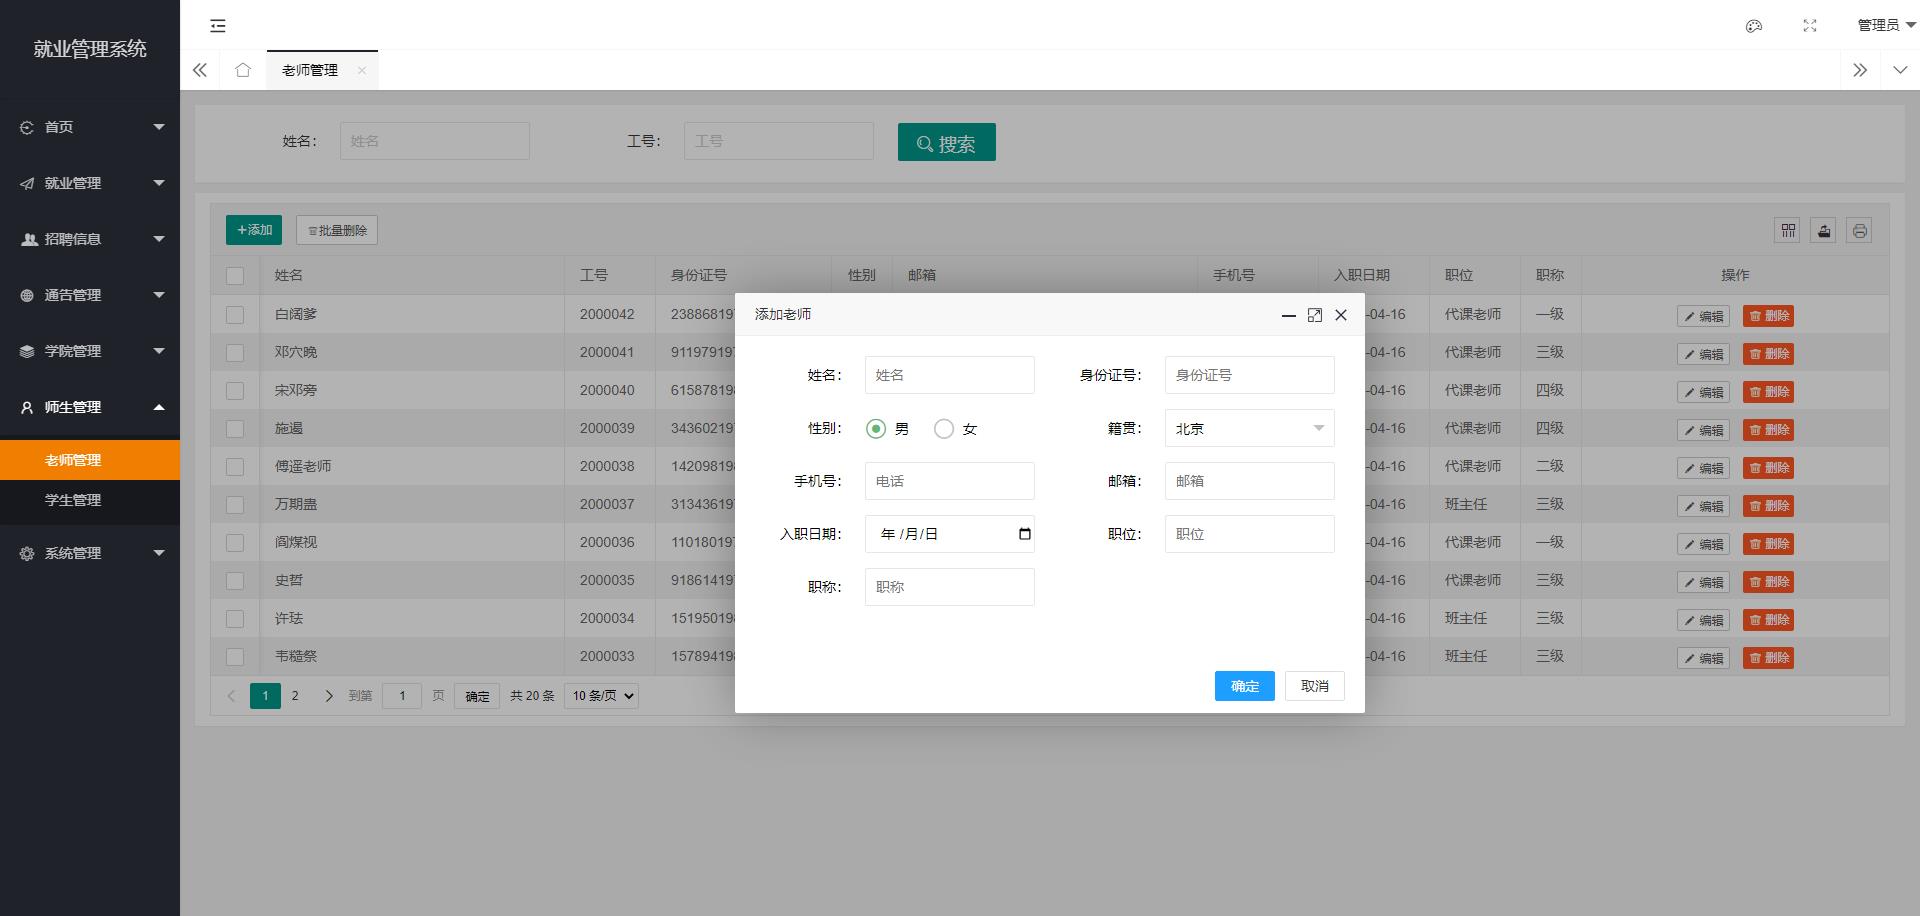 就业管理系统
管理员
老师管理
首页
就业管理
招聘信息
通告管理
学院管理
师生管理
老师管理
学生管理
系统管理
姓名： 姓名 工号： 工号 搜索
+添加 批量删除
姓名 工号 身份证号 性别 邮箱 手机号 入职日期 职位 职称 操作
白阔爹 2000042 23886819 -04-16 代课老师 一级 编辑 删除
邓穴晚 2000041 91197919 -04-16 代课老师 三级 编辑 删除
宋邓旁 2000040 61587819 -04-16 代课老师 四级 编辑 删除
施遏 2000039 34360219 -04-16 代课老师 四级 编辑 删除
傅遥老师 2000038 14209819 -04-16 代课老师 二级 编辑 删除
万期蛊 2000037 31343619 -04-16 班主任 三级 编辑 删除
阎煤视 2000036 11018019 -04-16 代课老师 一级 编辑 删除
史哲 2000035 91861419 -04-16 代课老师 三级 编辑 删除
许珐 2000034 15195019 -04-16 班主任 三级 编辑 删除
韦糙祭 2000033 15789419 -04-16 班主任 三级 编辑 删除
1 2 到第 1 页 确定 共 20 条 10 条/页
添加老师
姓名： 姓名 身份证号： 身份证号
性别： 男 女 籍贯： 北京
手机号： 电话 邮箱： 邮箱
入职日期： 年 /月/日 职位： 职位
职称： 职称
确定 取消